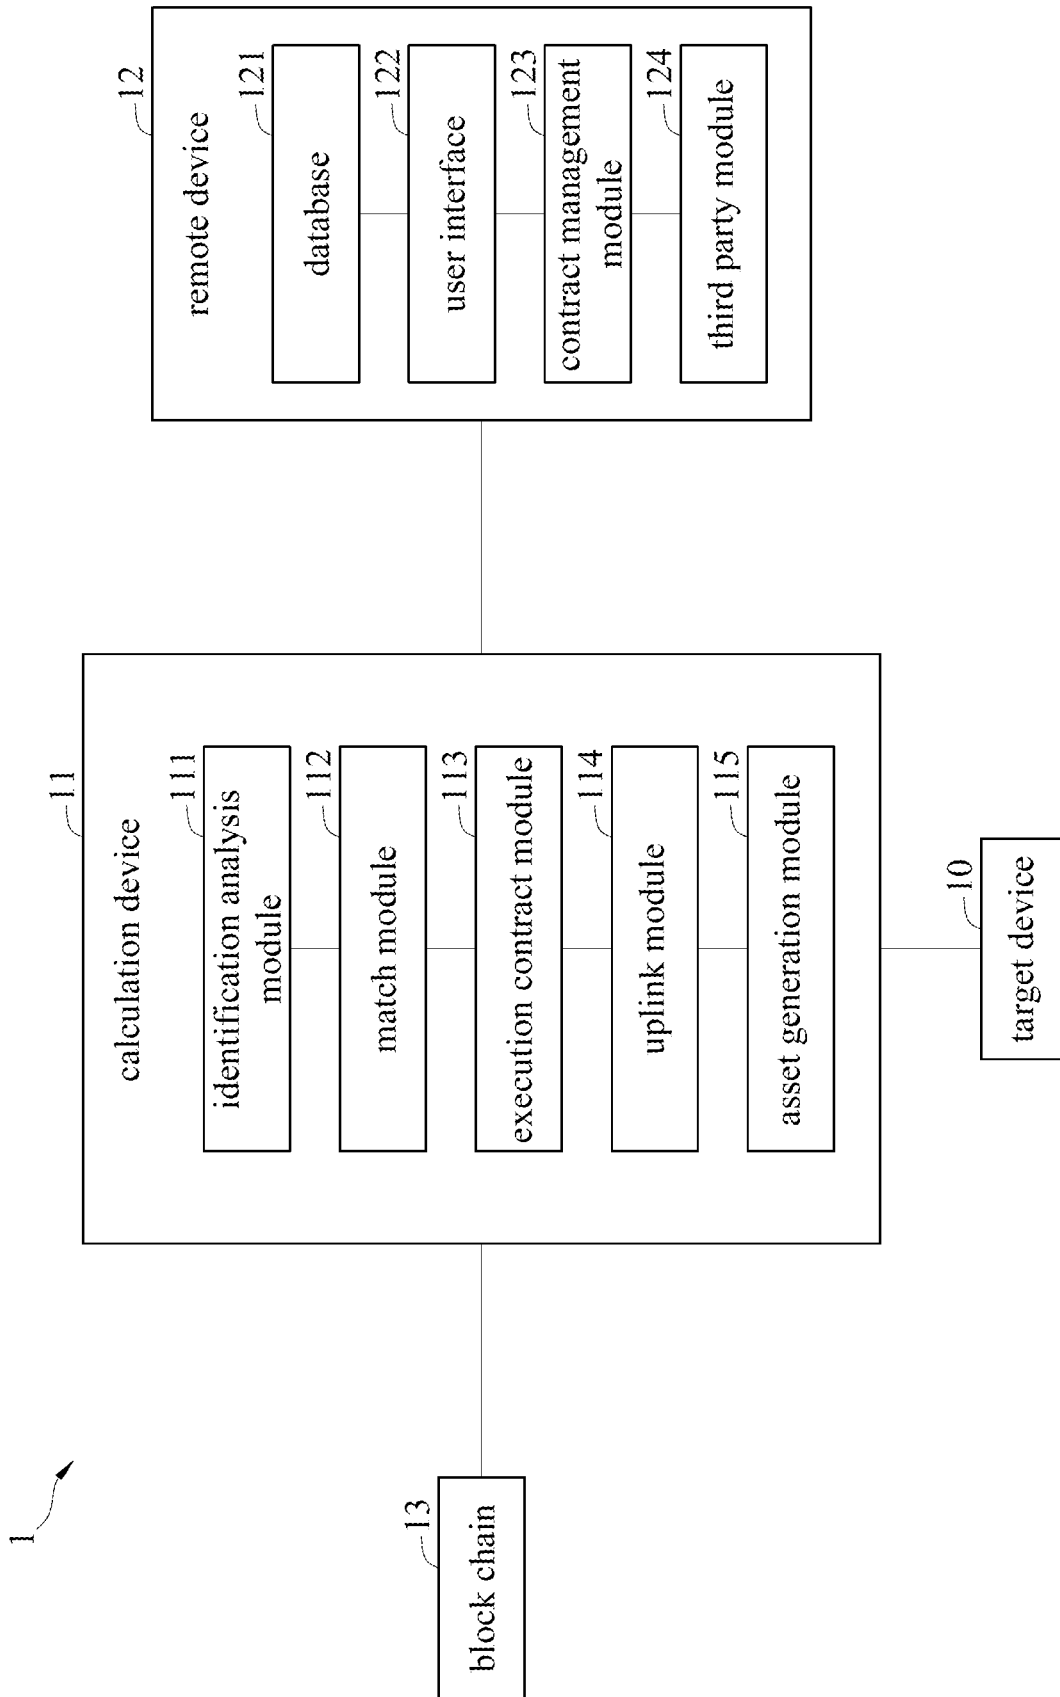 1
13
block chain
11
calculation device
111
identification analysis
module
112
match module
113
execution contract module
114
uplink module
115
asset generation module
10
target device
12
remote device
121
database
122
user interface
123
contract management
module
124
third party module